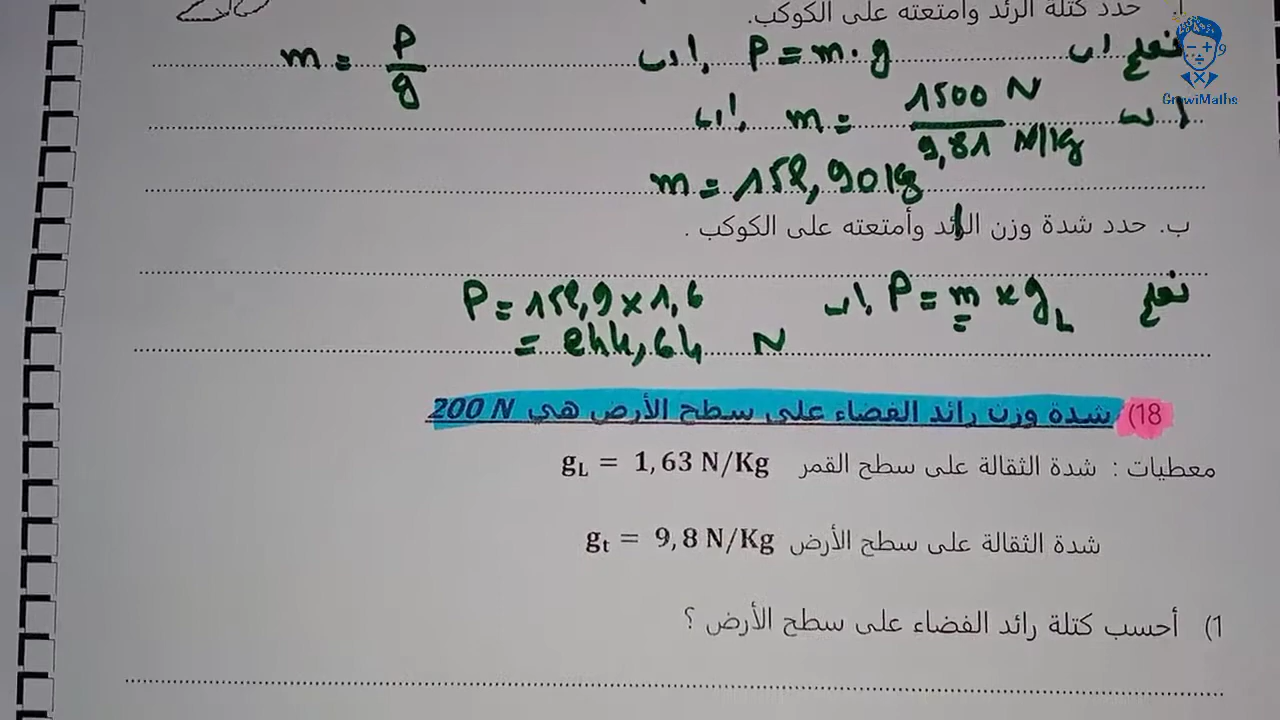 أ. حدد كتلة الرئد وأمتعته على الكوكب.
نعلم أن P = m . g إذن m = P/g
GrowiMaths
إذن m = 1500 N / 9,81 N/Kg
m = 152,90 Kg
ب. حدد شدة وزن الرائد وأمتعته على الكوكب .
نعلم P = m x gL إذن P = 152,9 x 1,6
= 244,64 N
18) شدة وزن رائد الفضاء على سطح الأرض هي 200 N
معطيات : شدة الثقالة على سطح القمر gL = 1,63 N/Kg
شدة الثقالة على سطح الأرض gt = 9,8 N/Kg
1) أحسب كتلة رائد الفضاء على سطح الأرض ؟